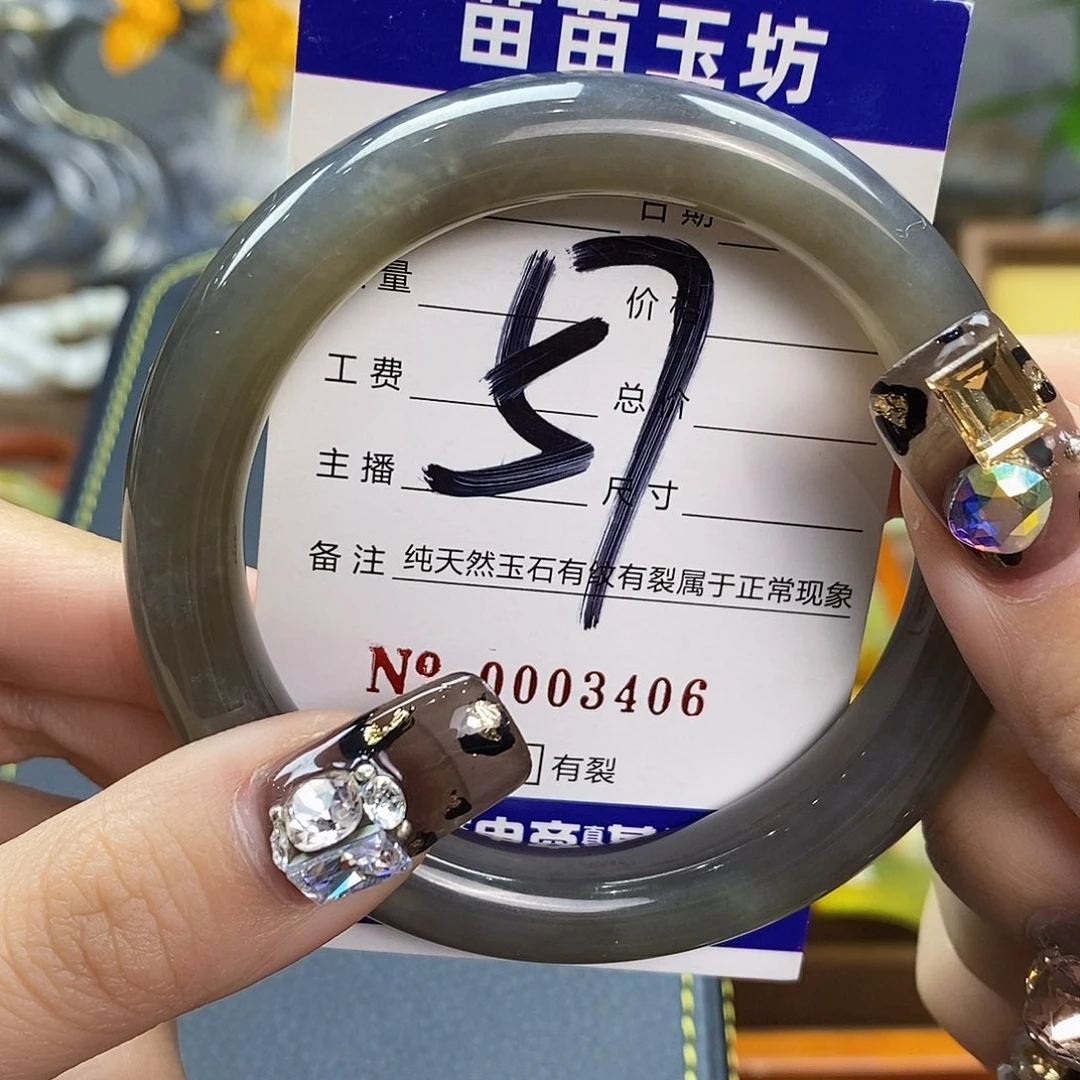 苗苗玉坊
日期
量
价格
工费
总价
主播
尺寸
备注 纯天然玉石有纹有裂属于正常现象
57
Nº 0003406
有裂